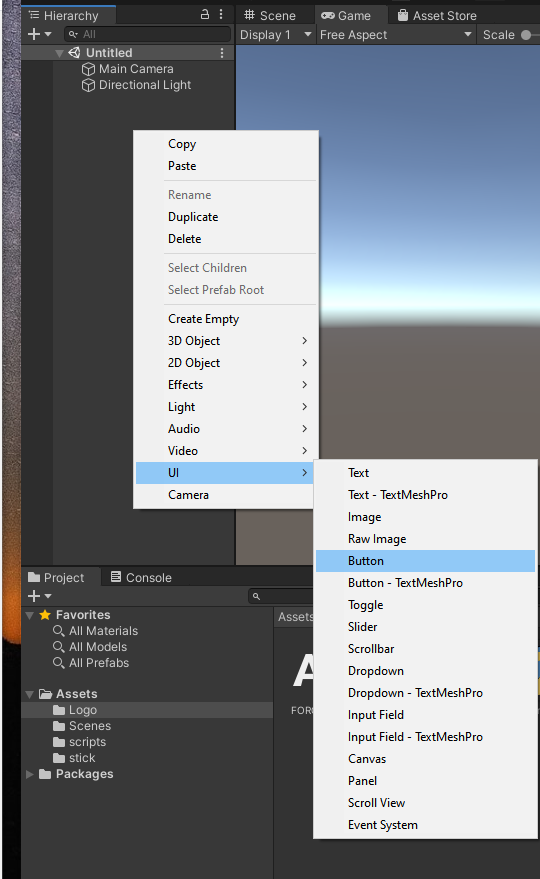 Hierarchy
Scene
Game
Asset Store
All
Display 1
Free Aspect
Scale
Untitled
Main Camera
Directional Light
Copy
Paste
Rename
Duplicate
Delete
Select Children
Select Prefab Root
Create Empty
3D Object
2D Object
Effects
Light
Audio
Video
UI
Camera
Text
Text - TextMeshPro
Image
Raw Image
Button
Button - TextMeshPro
Toggle
Slider
Scrollbar
Dropdown
Dropdown - TextMeshPro
Input Field
Input Field - TextMeshPro
Canvas
Panel
Scroll View
Event System
Project
Console
Favorites
All Materials
All Models
All Prefabs
Assets
Logo
Scenes
scripts
stick
Packages
Assets